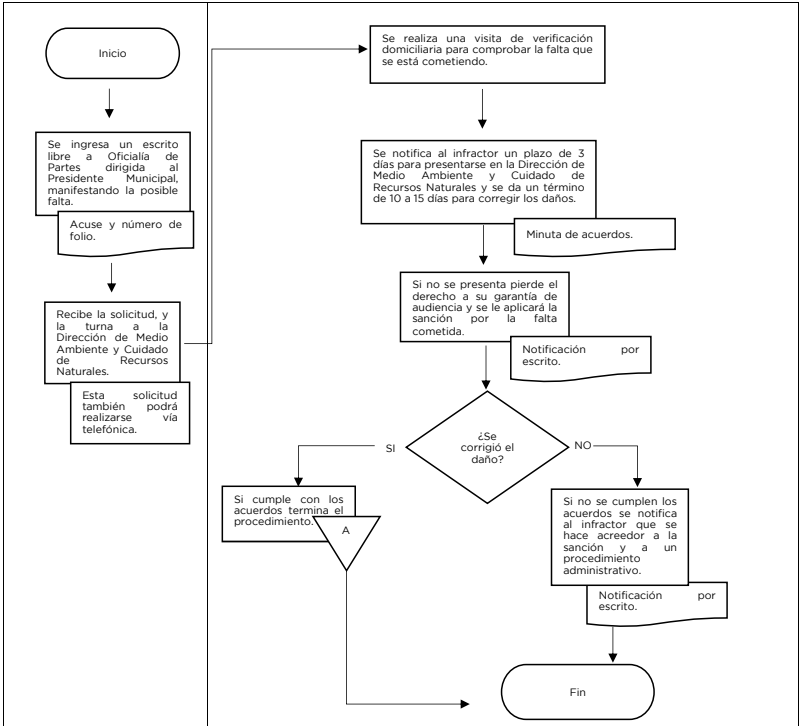 Inicio
Se ingresa un escrito
libre a Oficialía de
Partes dirigida al
Presidente Municipal,
manifestando la posible
falta.
Acuse y número de
folio.
Recibe la solicitud, y
la turna a la
Dirección de Medio
Ambiente y Cuidado
de Recursos
Naturales.
Esta solicitud
también podrá
realizarse vía
telefónica.
Se realiza una visita de verificación
domiciliaria para comprobar la falta que
se está cometiendo.
Se notifica al infractor un plazo de 3
días para presentarse en la Dirección de
Medio Ambiente y Cuidado de
Recursos Naturales y se da un término
de 10 a 15 días para corregir los daños.
Minuta de acuerdos.
Si no se presenta pierde el
derecho a su garantía de
audiencia y se le aplicará la
sanción por la falta
cometida.
Notificación por
escrito.
¿Se
corrigió el
daño?
SI
NO
Si cumple con los
acuerdos termina el
procedimiento.
A
Si no se cumplen los
acuerdos se notifica
al infractor que se
hace acreedor a la
sanción y a un
procedimiento
administrativo.
Notificación por
escrito.
Fin